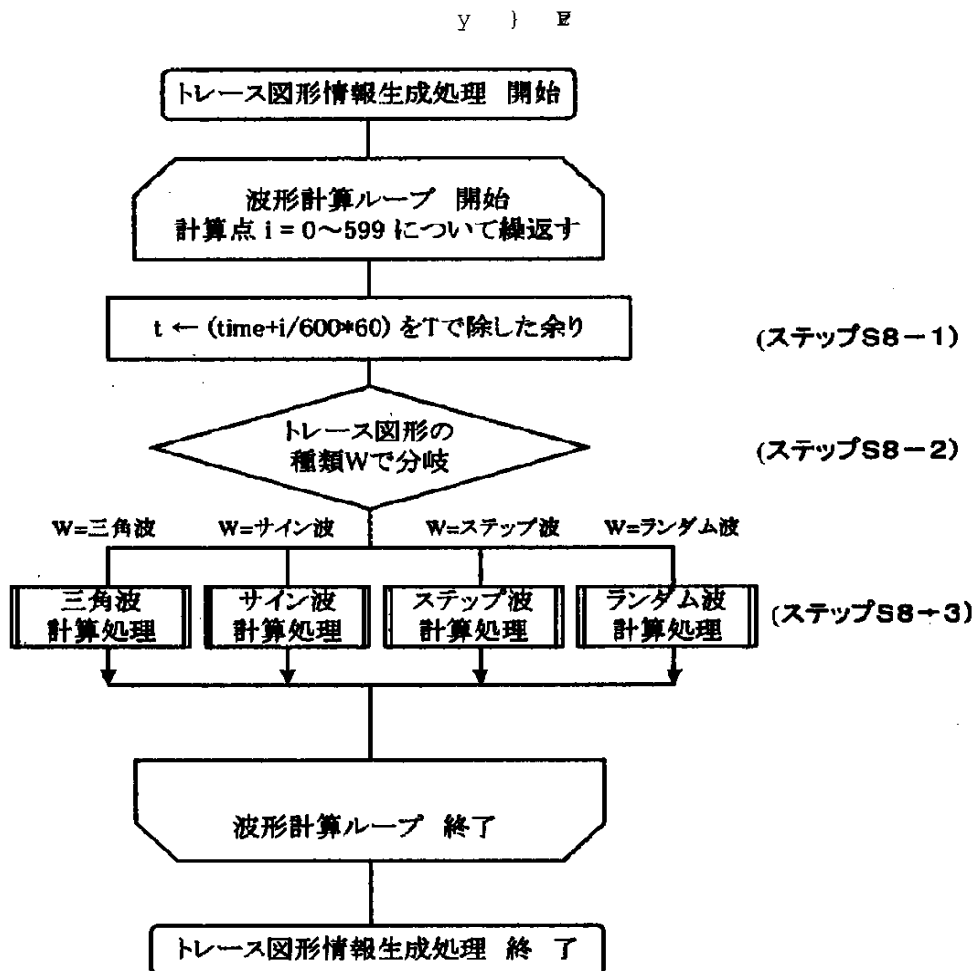 y }
トレース図形情報生成処理 開始
波形計算ループ 開始
計算点 i = 0～599 について繰返す
t ← (time+i/600*60) をTで除した余り
(ステップS8－1)
トレース図形の
種類Wで分岐
(ステップS8－2)
W=三角波 W=サイン波 W=ステップ波 W=ランダム波
三角波
計算処理
サイン波
計算処理
ステップ波
計算処理
ランダム波
計算処理
(ステップS8－3)
波形計算ループ 終了
トレース図形情報生成処理 終 了